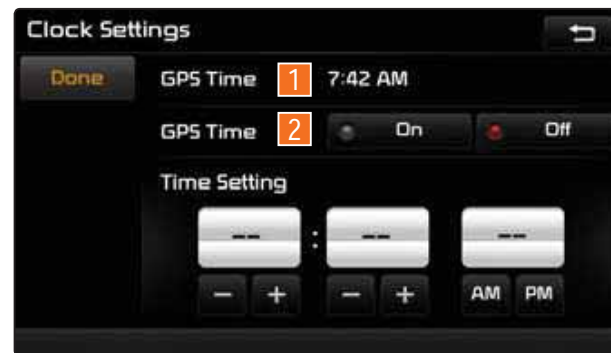 Clock Settings
Done
GPS Time 1 7:42 AM
GPS Time 2 On Off
Time Setting
-- : -- --
- + - + AM PM